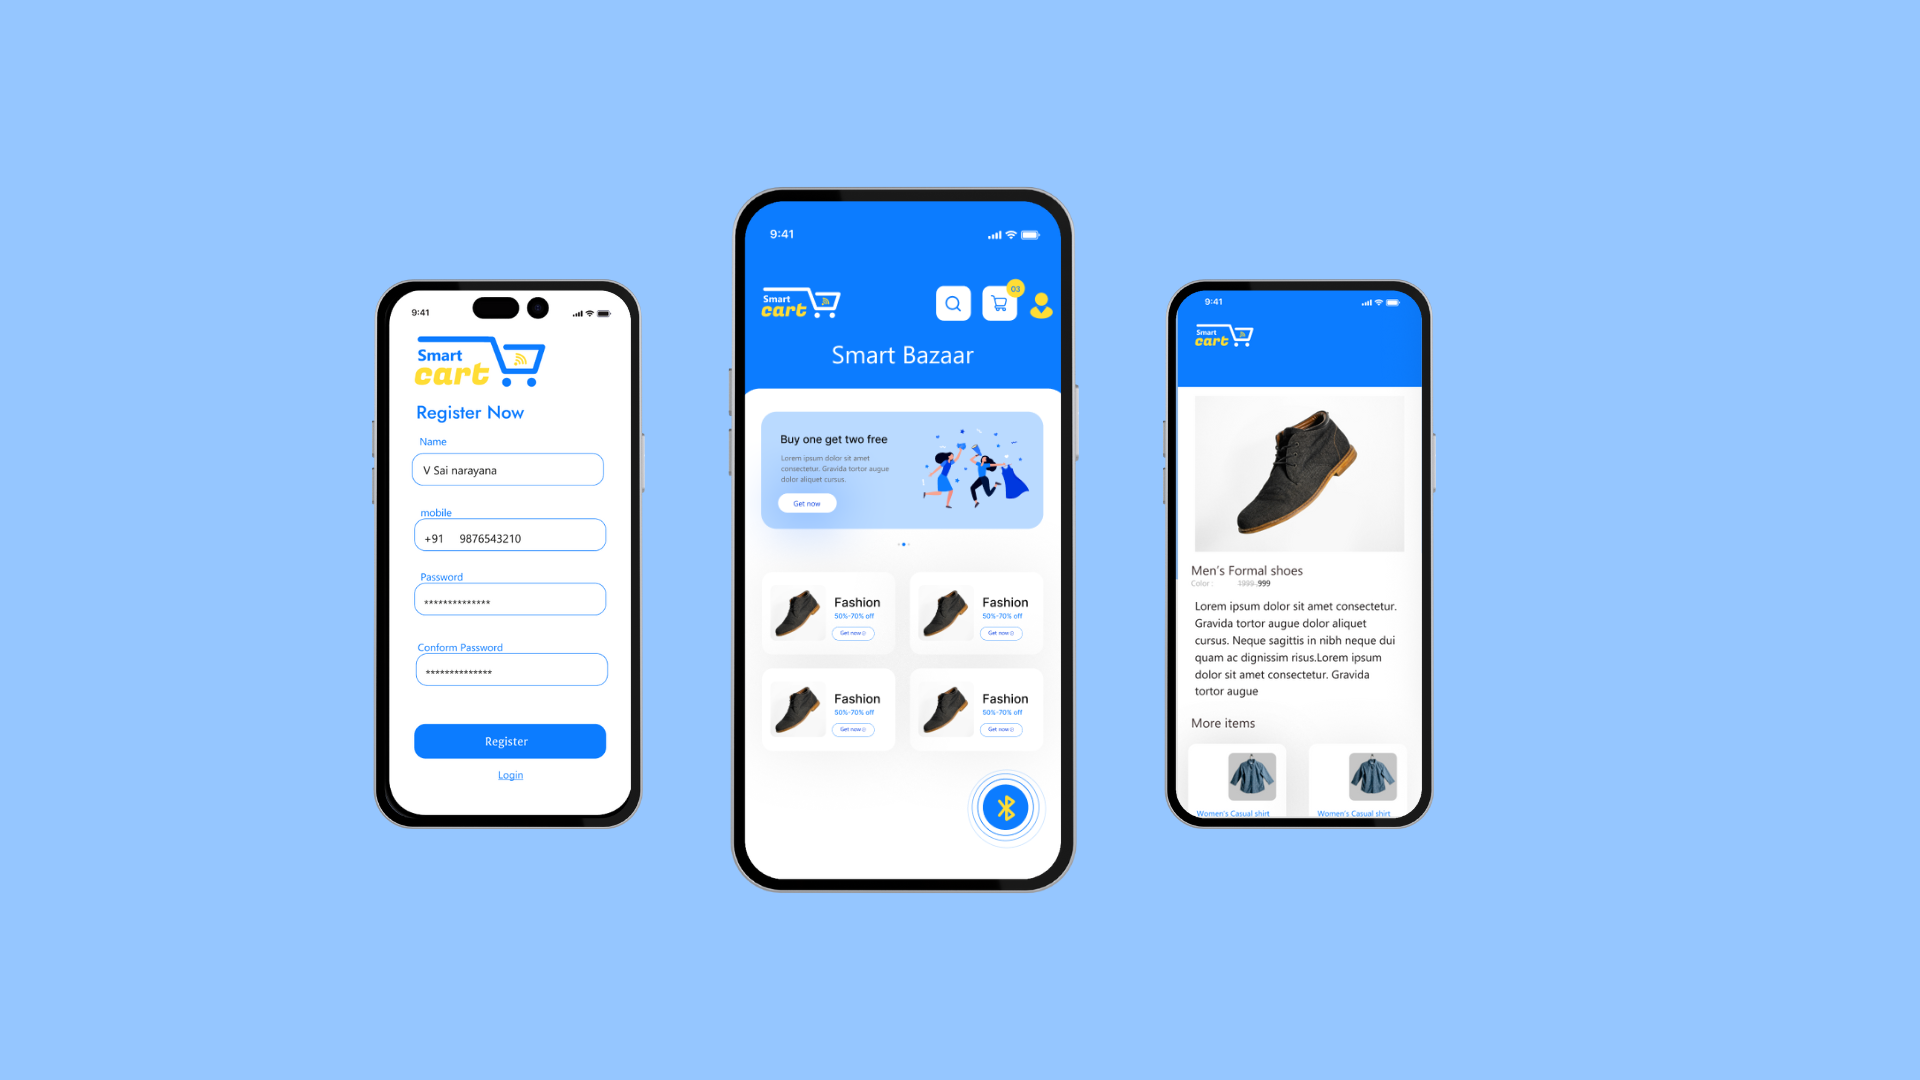 9:41
Smart
cart
Register Now
Name
V Sai narayana
mobile
+91 9876543210
Password
**************
Conform Password
**************
Register
Login
9:41
Smart
cart
03
Smart Bazaar
Buy one get two free
Lorem ipsum dolor sit amet
consectetur. Gravida tortor augue
dolor aliquet cursus.
Get now
Fashion
50%-70% off
Get now
Fashion
50%-70% off
Get now
Fashion
50%-70% off
Get now
Fashion
50%-70% off
Get now
9:41
Smart
cart
Men's Formal shoes
Color : 1999 .999
Lorem ipsum dolor sit amet consectetur.
Gravida tortor augue dolor aliquet
cursus. Neque sagittis in nibh neque dui
quam ac dignissim risus.Lorem ipsum
dolor sit amet consectetur. Gravida
tortor augue
More items
Women's Casual shirt
Women's Casual shirt